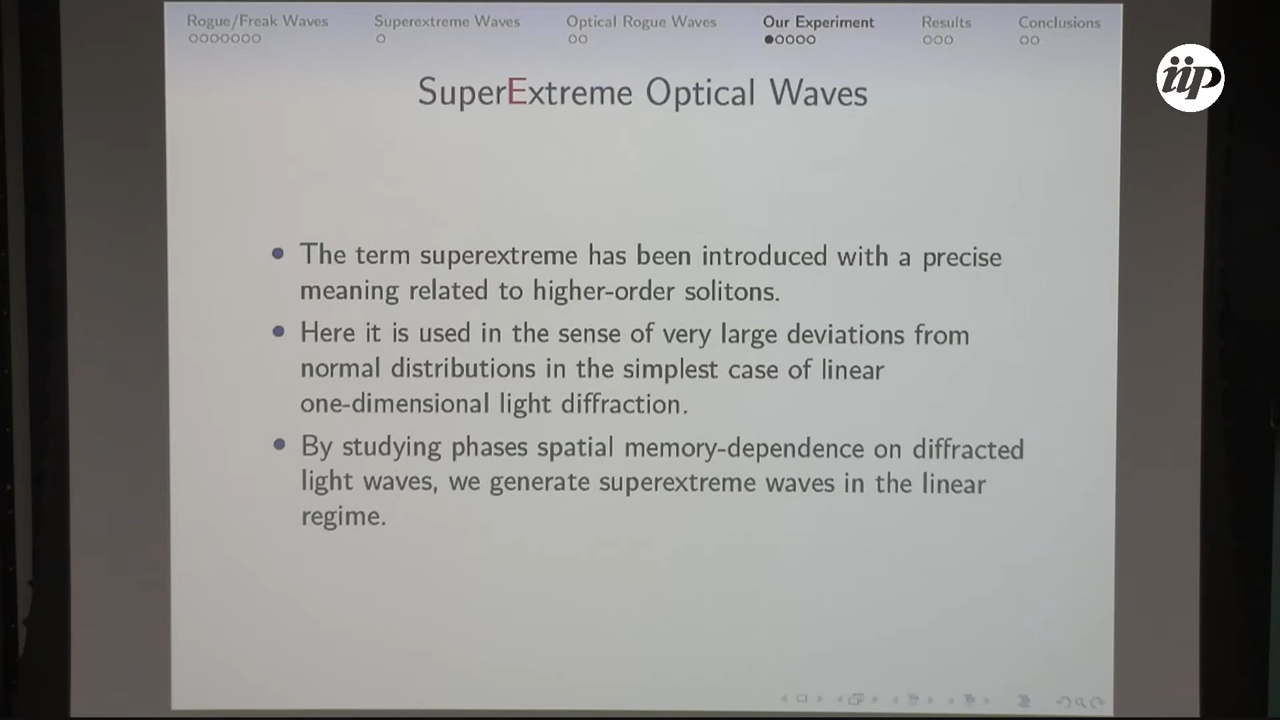 Rogue/Freak Waves Superextreme Waves Optical Rogue Waves Our Experiment Results Conclusions
iip
SuperExtreme Optical Waves
The term superextreme has been introduced with a precise
meaning related to higher-order solitons.
Here it is used in the sense of very large deviations from
normal distributions in the simplest case of linear
one-dimensional light diffraction.
By studying phases spatial memory-dependence on diffracted
light waves, we generate superextreme waves in the linear
regime.